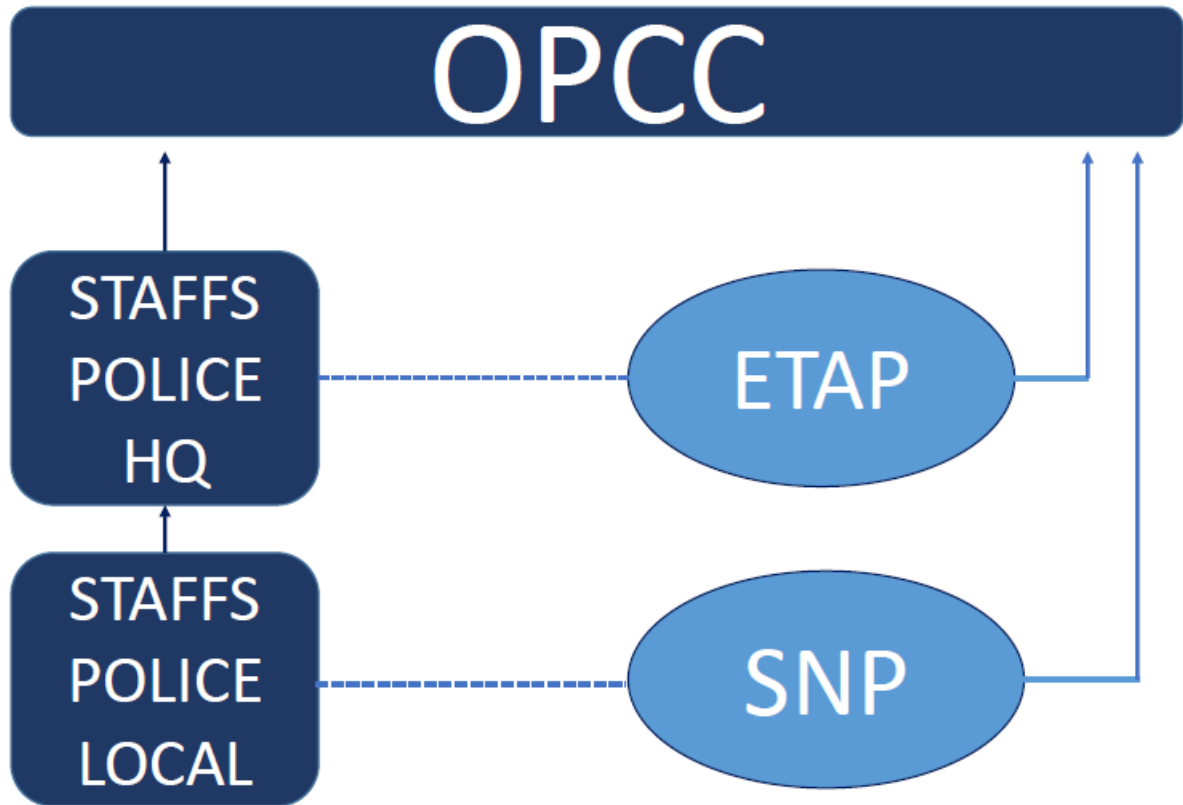 OPCC
STAFFS
POLICE
HQ
ETAP
STAFFS
POLICE
LOCAL
SNP